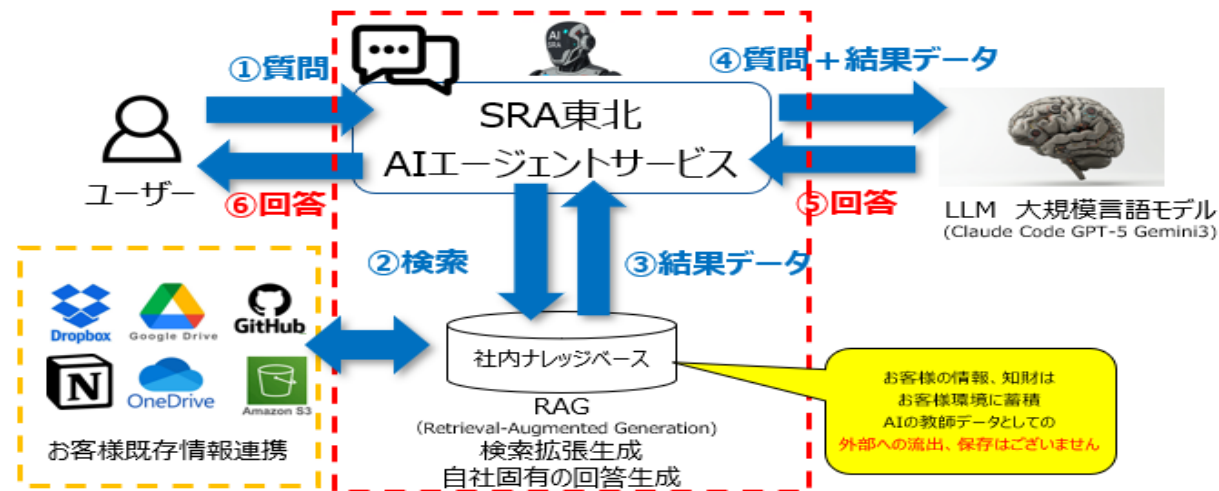 AI
SRA
①質問
④質問＋結果データ
SRA東北
AIエージェントサービス
ユーザー
⑥回答
⑤回答
LLM 大規模言語モデル
(Claude Code GPT-5 Gemini3)
②検索
③結果データ
Dropbox
Google Drive
GitHub
N
OneDrive
Amazon S3
お客様既存情報連携
社内ナレッジベース
RAG
(Retrieval-Augmented Generation)
検索拡張生成
自社固有の回答生成
お客様の情報、知財は
お客様環境に蓄積
AIの教師データとしての
外部への流出、保存はございません